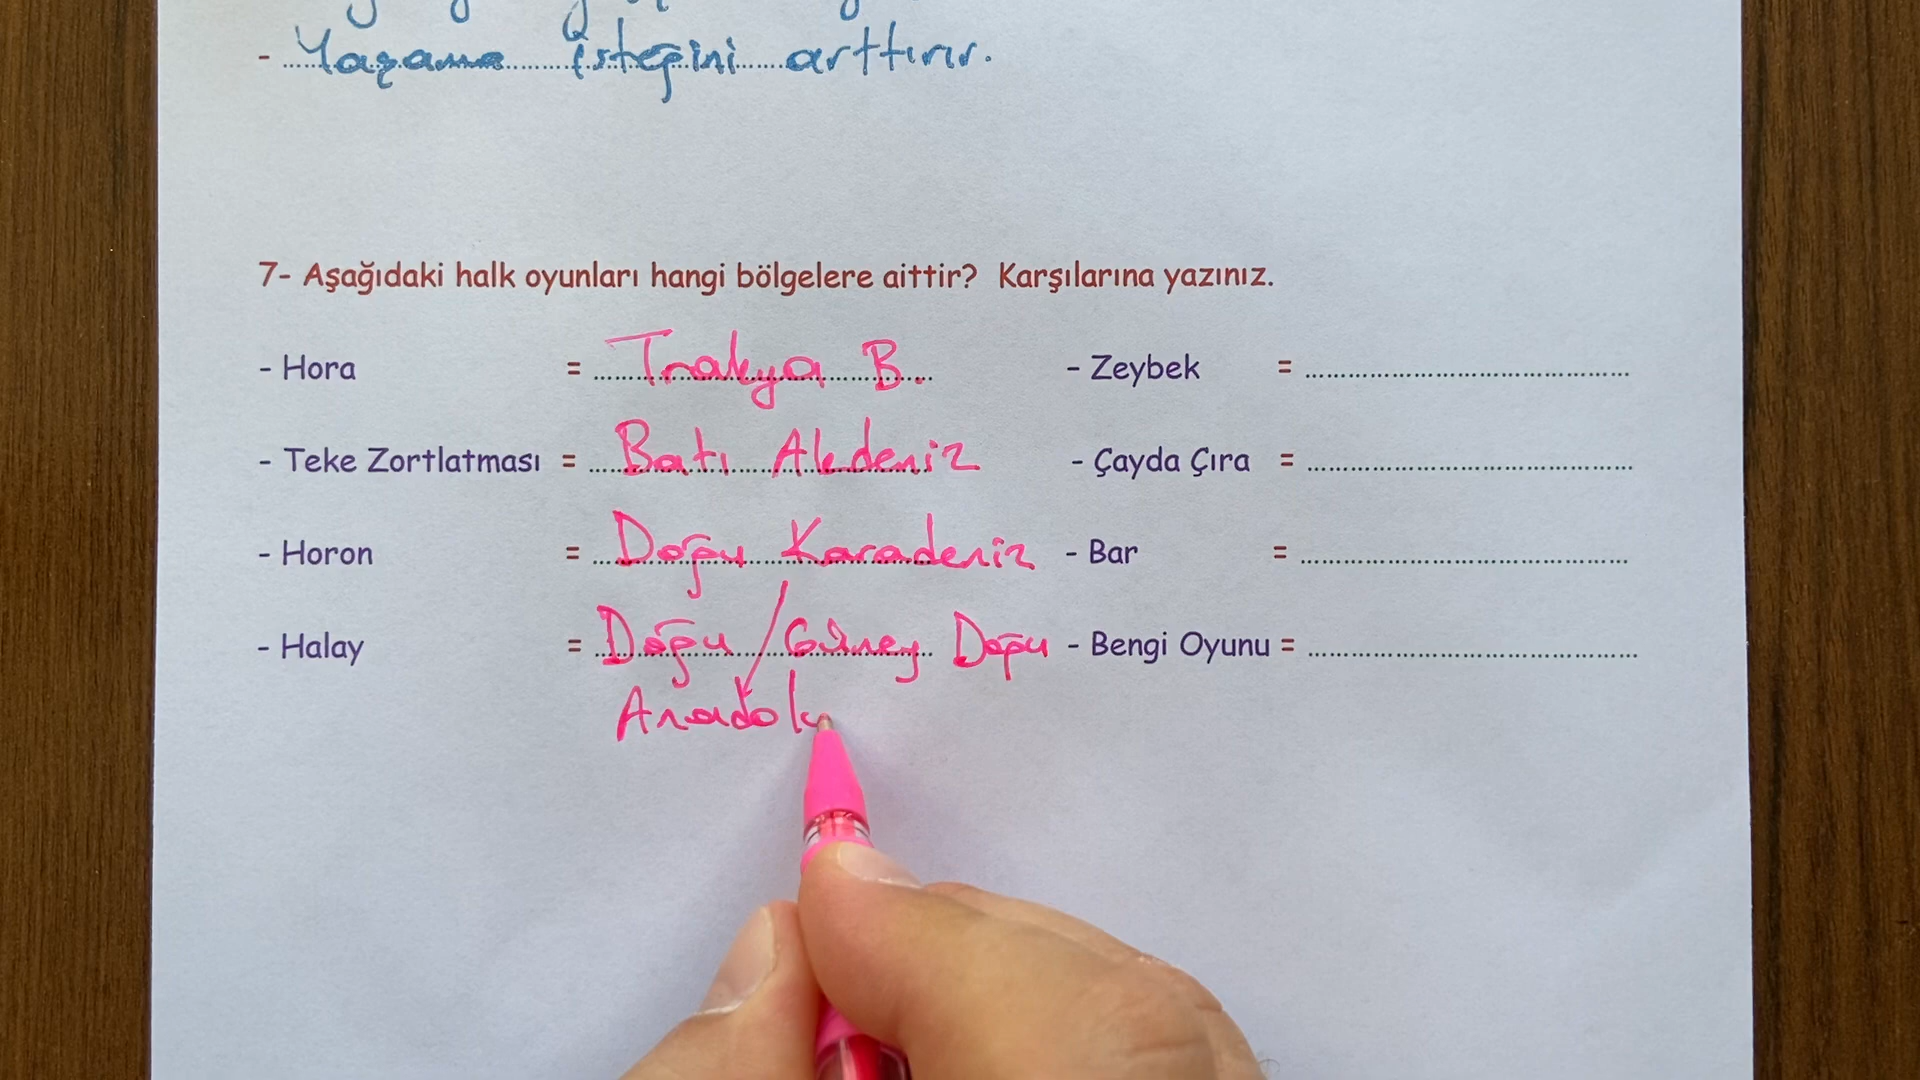 - Yaşama isteğini arttırır.
7- Aşağıdaki halk oyunları hangi bölgelere aittir? Karşılarına yazınız.
- Hora = Trakya B. - Zeybek = ..............................
- Teke Zortlatması = Batı Akdeniz - Çayda Çıra = ..............................
- Horon = Doğu Karadeniz - Bar = ..............................
- Halay = Doğu / Güney Doğu - Bengi Oyunu = ..............................
Anadolu